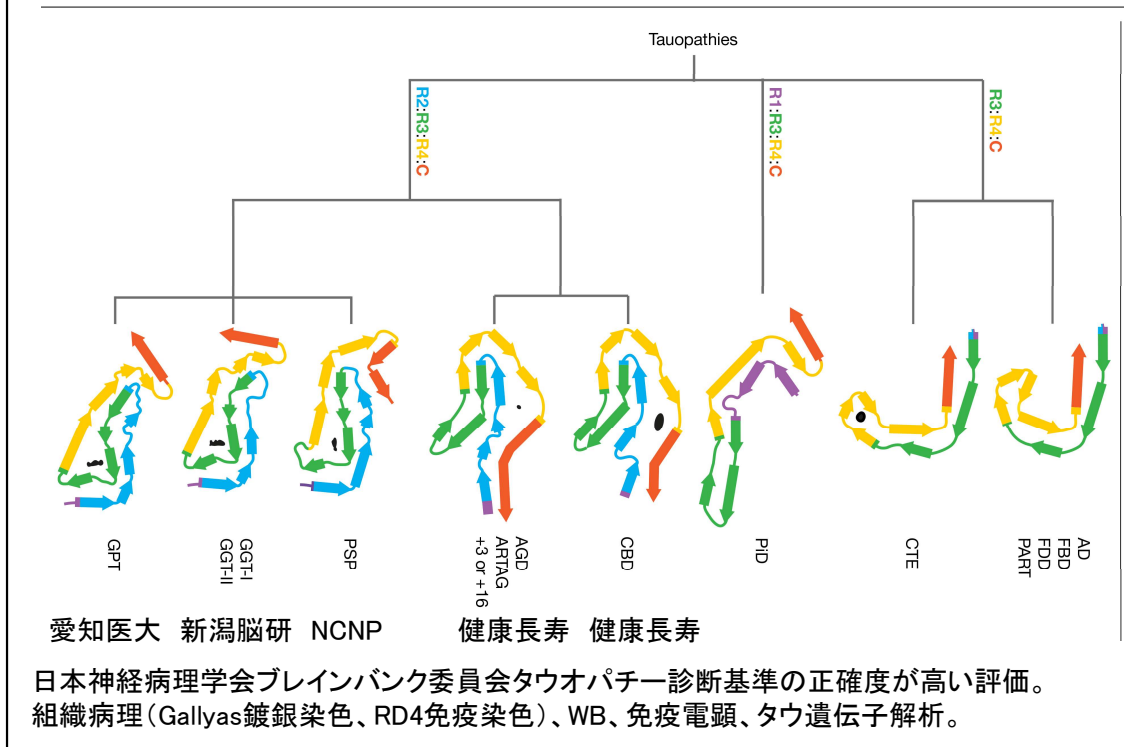 Tauopathies
R2:R3:R4:C
R1:R3:R4:C
R3:R4:C
GPT
GGT-I
GGT-II
PSP
AGD
ARTAG
+3 or +16
CBD
PiD
CTE
AD
FBD
FDD
PART
愛知医大 新潟脳研 NCNP 健康長寿 健康長寿
日本神経病理学会ブレインバンク委員会タウオパチー診断基準の正確度が高い評価。
組織病理（Gallyas鍍銀染色、RD4免疫染色）、WB、免疫電顕、タウ遺伝子解析。